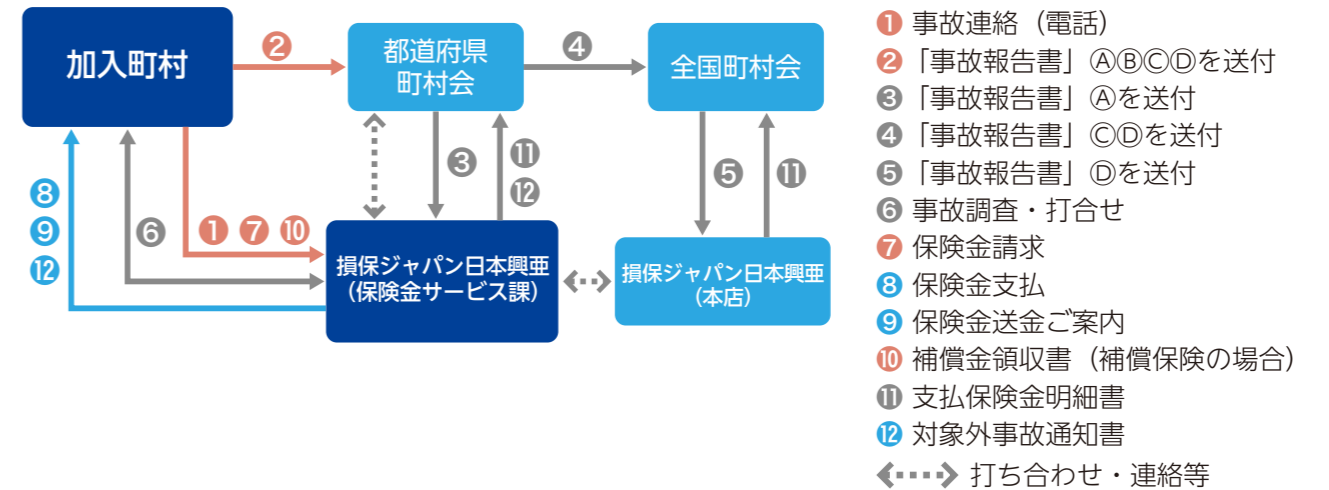 加入町村
❷
都道府県
町村会
❹
全国町村会
❸
⓫
⓬
❺
⓫
❽
❾
⓬
❻
❶ ❼ ❿
損保ジャパン日本興亜
（保険金サービス課）
損保ジャパン日本興亜
（本店）
❶ 事故連絡（電話）
❷ 「事故報告書」ⒶⒷⒸⒹを送付
❸ 「事故報告書」Ⓐを送付
❹ 「事故報告書」ⒸⒹを送付
❺ 「事故報告書」Ⓓを送付
❻ 事故調査・打合せ
❼ 保険金請求
❽ 保険金支払
❾ 保険金送金ご案内
❿ 補償金領収書（補償保険の場合）
⓫ 支払保険金明細書
⓬ 対象外事故通知書
打ち合わせ・連絡等